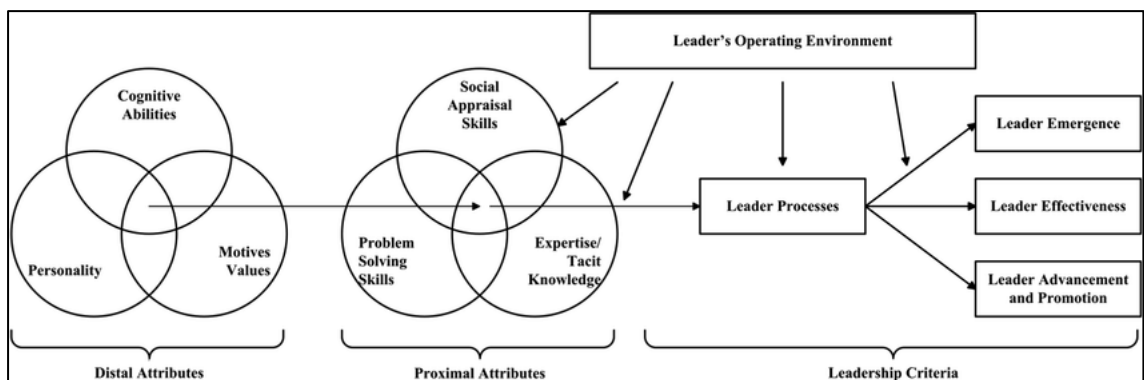 Leader's Operating Environment
Cognitive
Abilities
Personality
Motives
Values
Social
Appraisal
Skills
Problem
Solving
Skills
Expertise/
Tacit
Knowledge
Leader Processes
Leader Emergence
Leader Effectiveness
Leader Advancement
and Promotion
Distal Attributes
Proximal Attributes
Leadership Criteria